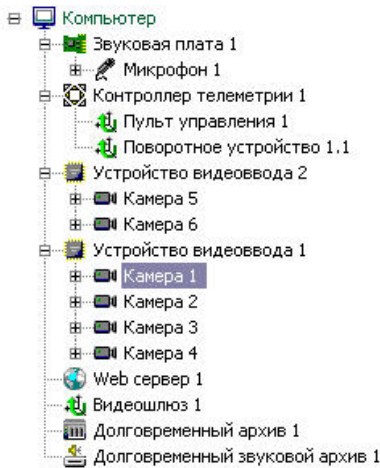 Компьютер
Звуковая плата 1
Микрофон 1
Контроллер телеметрии 1
Пульт управления 1
Поворотное устройство 1.1
Устройство видеоввода 2
Камера 5
Камера 6
Устройство видеоввода 1
Камера 1
Камера 2
Камера 3
Камера 4
Web сервер 1
Видеошлюз 1
Долговременный архив 1
Долговременный звуковой архив 1